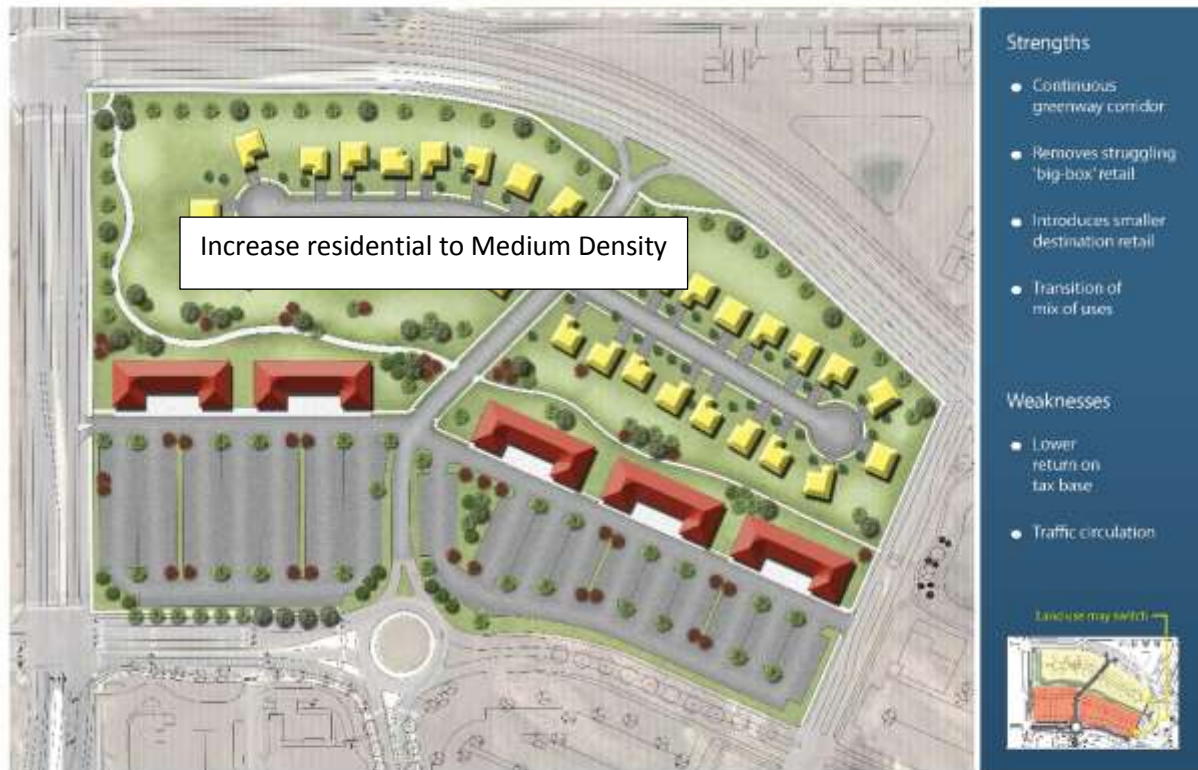 Increase residential to Medium Density
Strengths
Continuous
greenway corridor
Removes struggling
'big-box' retail
Introduces smaller
destination retail
Transition of
mix of uses
Weaknesses
Lower
return on
tax base
Traffic circulation
Land use may switch